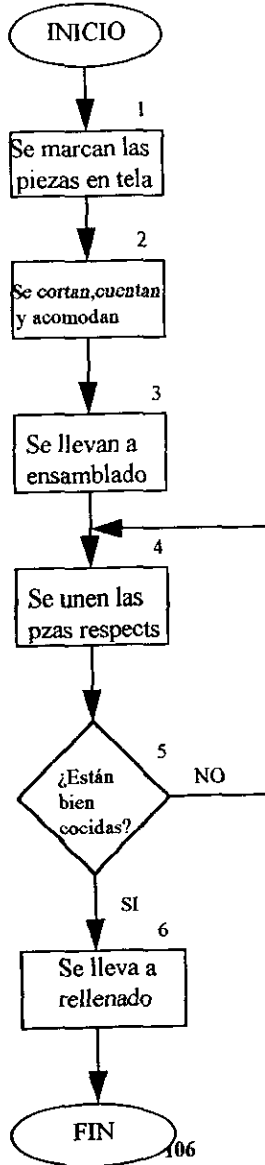 INICIO
1
Se marcan las
piezas en tela
2
Se cortan,cuentan
y acomodan
3
Se llevan a
ensamblado
4
Se unen las
pzas respects
5
¿Están
bien
cocidas?
NO
SI
6
Se lleva a
rellenado
FIN
106